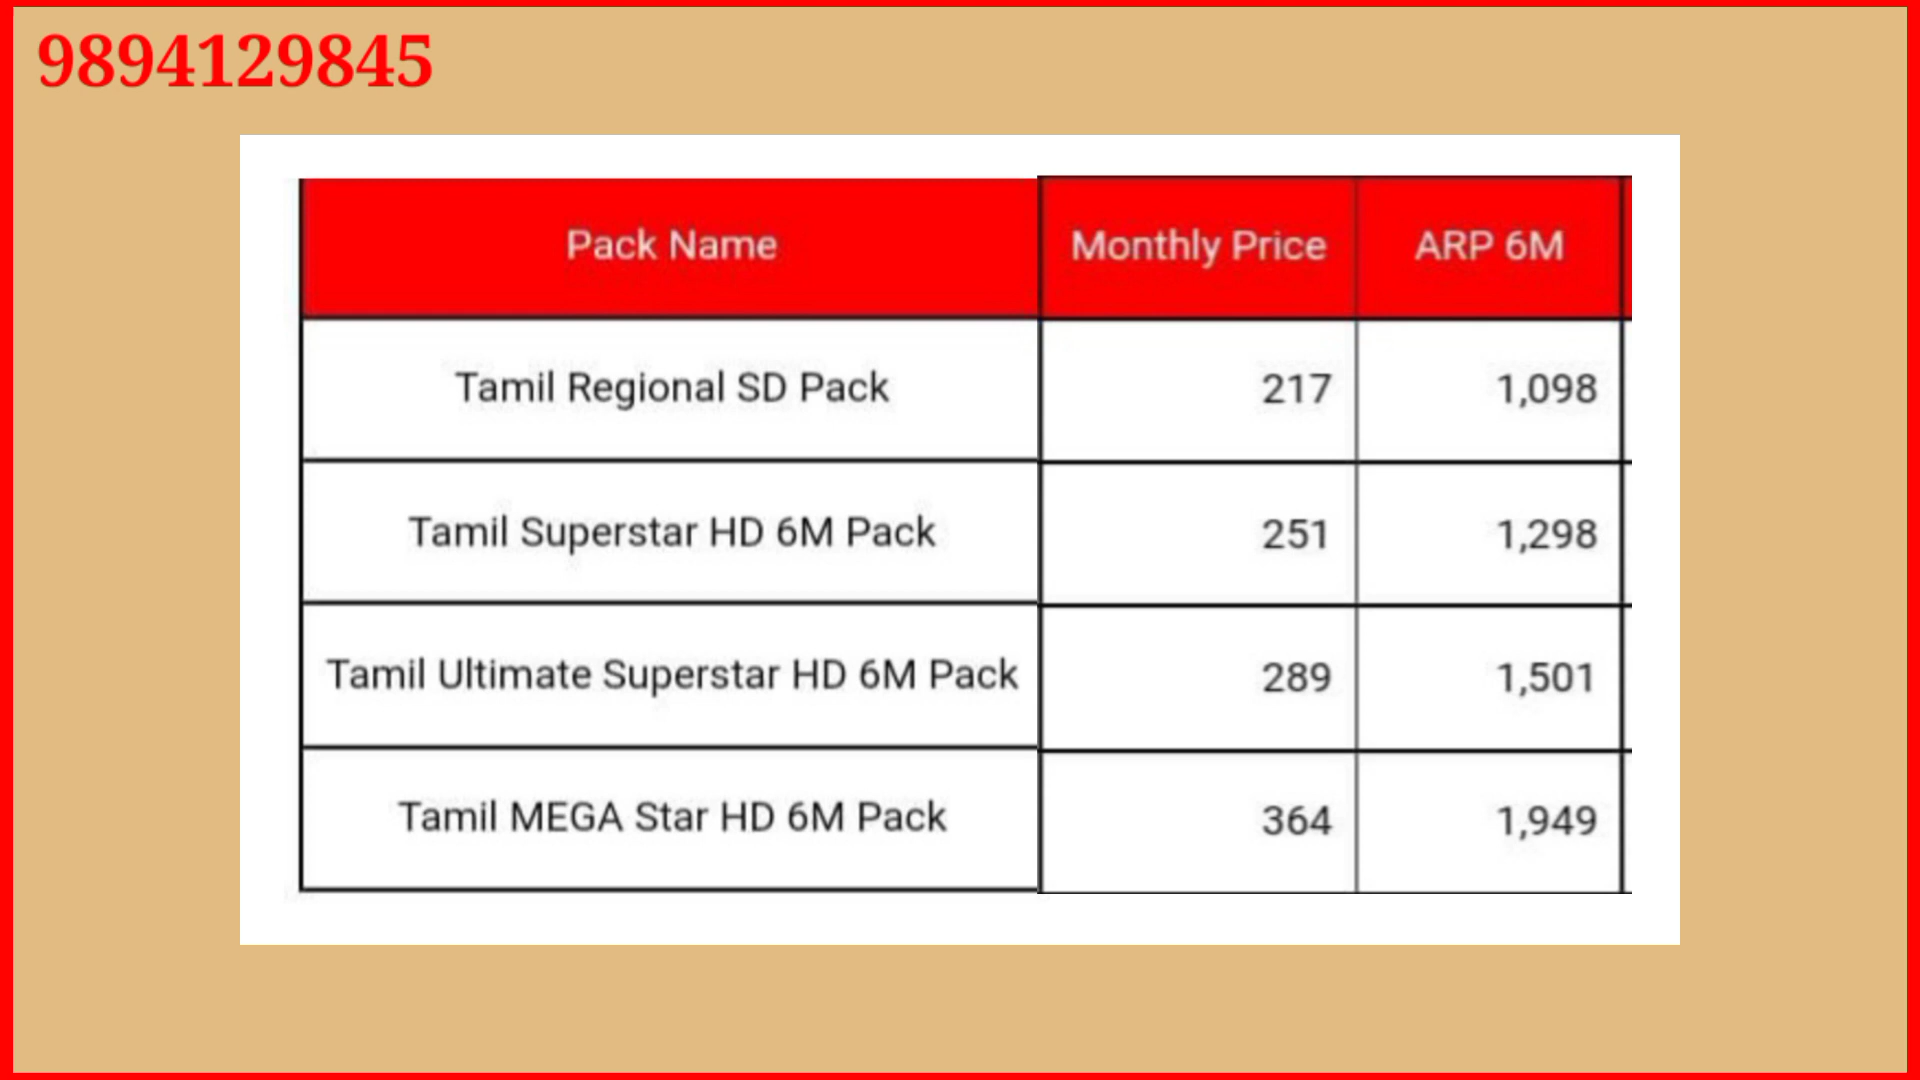 9894129845
Pack Name Monthly Price ARP 6M
Tamil Regional SD Pack 217 1,098
Tamil Superstar HD 6M Pack 251 1,298
Tamil Ultimate Superstar HD 6M Pack 289 1,501
Tamil MEGA Star HD 6M Pack 364 1,949